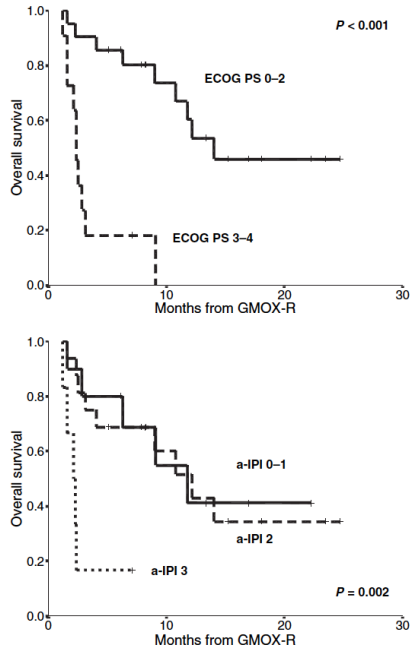 1.0
P < 0.001
0.8
ECOG PS 0–2
0.6
Overall survival
0.4
0.2
ECOG PS 3–4
0.0
0
10
20
30
Months from GMOX-R
1.0
0.8
0.6
Overall survival
a-IPI 0–1
0.4
a-IPI 2
0.2
a-IPI 3
P = 0.002
0.0
0
10
20
30
Months from GMOX-R